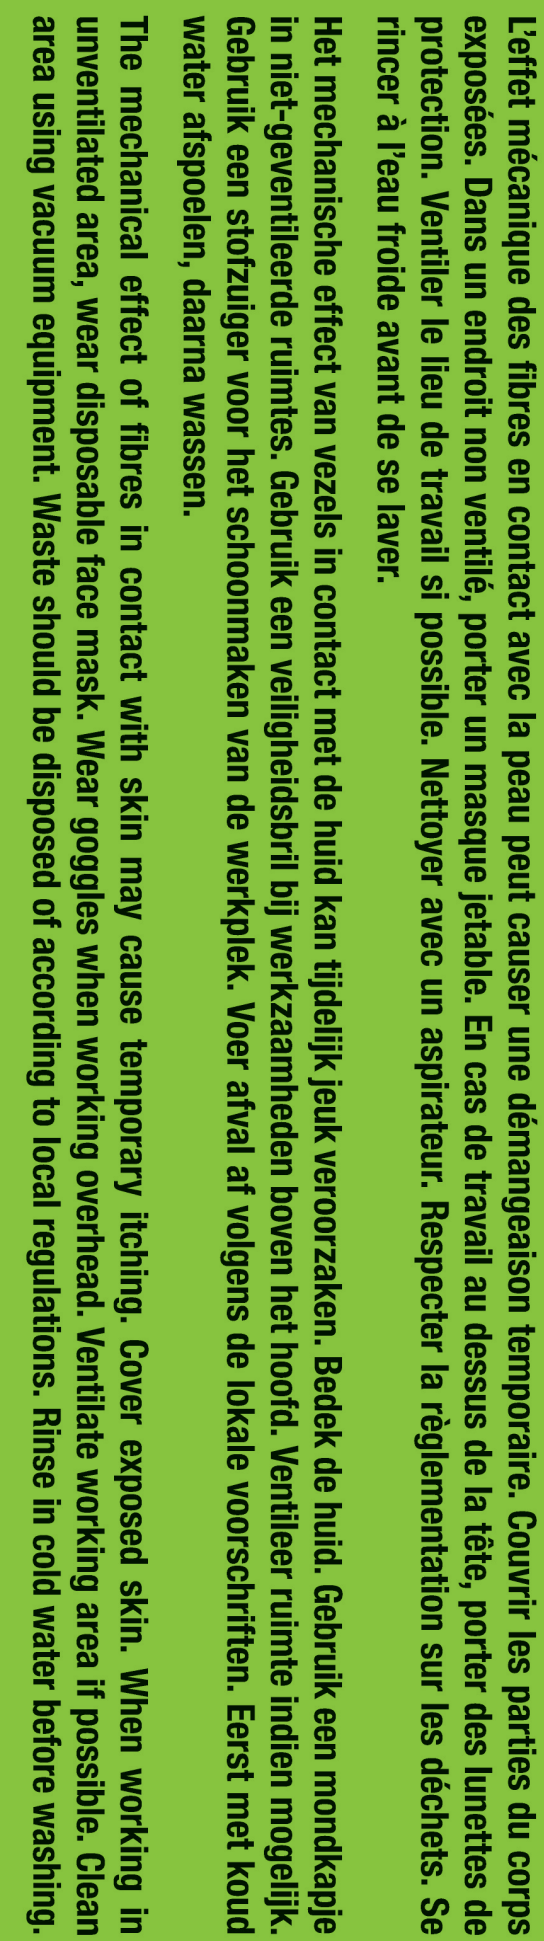 L'effet mécanique des fibres en contact avec la peau peut causer une démangeaison temporaire. Couvrir les parties du corps
exposées. Dans un endroit non ventilé, porter un masque jetable. En cas de travail au dessus de la tête, porter des lunettes de
protection. Ventiler le lieu de travail si possible. Nettoyer avec un aspirateur. Respecter la règlementation sur les déchets. Se
rincer à l'eau froide avant de se laver.
Het mechanische effect van vezels in contact met de huid kan tijdelijk jeuk veroorzaken. Bedek de huid. Gebruik een mondkapje
in niet-geventileerde ruimtes. Gebruik een veiligheidsbril bij werkzaamheden boven het hoofd. Ventileer ruimte indien mogelijk.
Gebruik een stofzuiger voor het schoonmaken van de werkplek. Voer afval af volgens de lokale voorschriften. Eerst met koud
water afspoelen, daarna wassen.
The mechanical effect of fibres in contact with skin may cause temporary itching. Cover exposed skin. When working in
unventilated area, wear disposable face mask. Wear goggles when working overhead. Ventilate working area if possible. Clean
area using vacuum equipment. Waste should be disposed of according to local regulations. Rinse in cold water before washing.